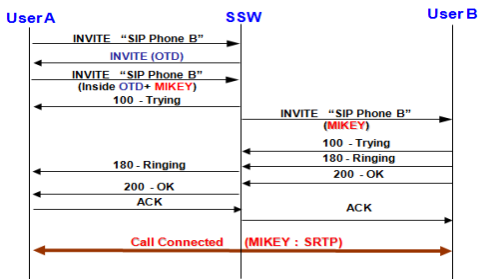 User A
SSW
User B
INVITE “SIP Phone B”
INVITE (OTD)
INVITE “SIP Phone B”
(Inside OTD+ MIKEY)
100 - Trying
INVITE “SIP Phone B”
(MIKEY)
100 - Trying
180 - Ringing
180 - Ringing
200 - OK
200 - OK
ACK
ACK
Call Connected (MIKEY : SRTP)